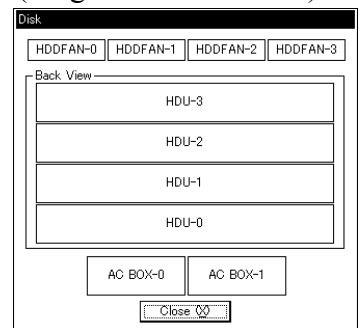 Disk
HDDFAN-0 HDDFAN-1 HDDFAN-2 HDDFAN-3
Back View
HDU-3
HDU-2
HDU-1
HDU-0
AC BOX-0 AC BOX-1
Close (X)